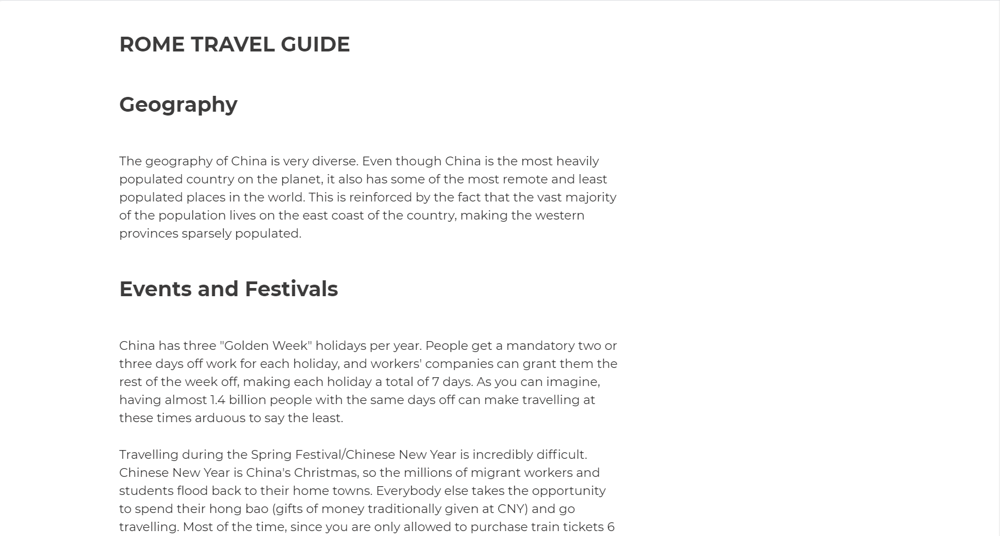 ROME TRAVEL GUIDE
Geography
The geography of China is very diverse. Even though China is the most heavily
populated country on the planet, it also has some of the most remote and least
populated places in the world. This is reinforced by the fact that the vast majority
of the population lives on the east coast of the country, making the western
provinces sparsely populated.
Events and Festivals
China has three "Golden Week" holidays per year. People get a mandatory two or
three days off work for each holiday, and workers' companies can grant them the
rest of the week off, making each holiday a total of 7 days. As you can imagine,
having almost 1.4 billion people with the same days off can make travelling at
these times arduous to say the least.
Travelling during the Spring Festival/Chinese New Year is incredibly difficult.
Chinese New Year is China's Christmas, so the millions of migrant workers and
students flood back to their home towns. Everybody else takes the opportunity
to spend their hong bao (gifts of money traditionally given at CNY) and go
travelling. Most of the time, since you are only allowed to purchase train tickets 6